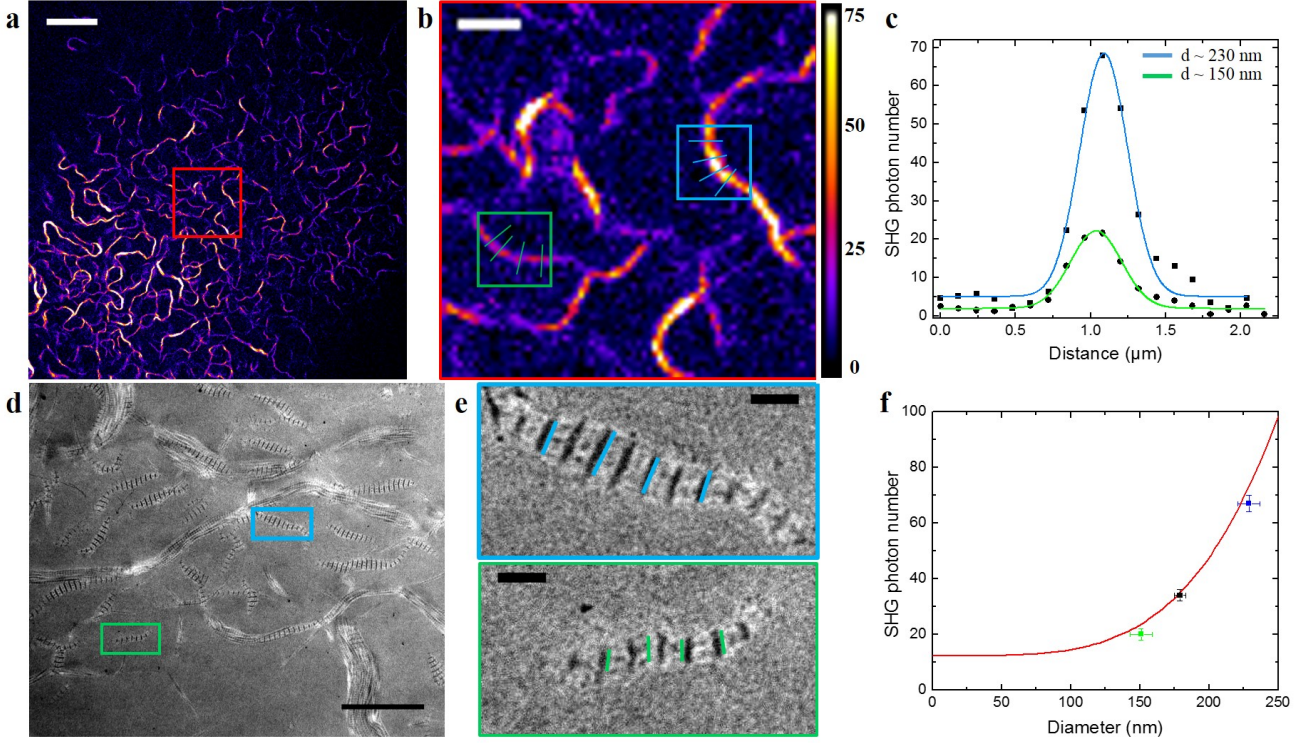 a
b
75
50
25
0
c
SHG photon number
70
60
50
40
30
20
10
0
d ~ 230 nm
d ~ 150 nm
0.0 0.5 1.0 1.5 2.0
Distance (µm)
d
e
f
SHG photon number
100
80
60
40
20
0
0 50 100 150 200 250
Diameter (nm)